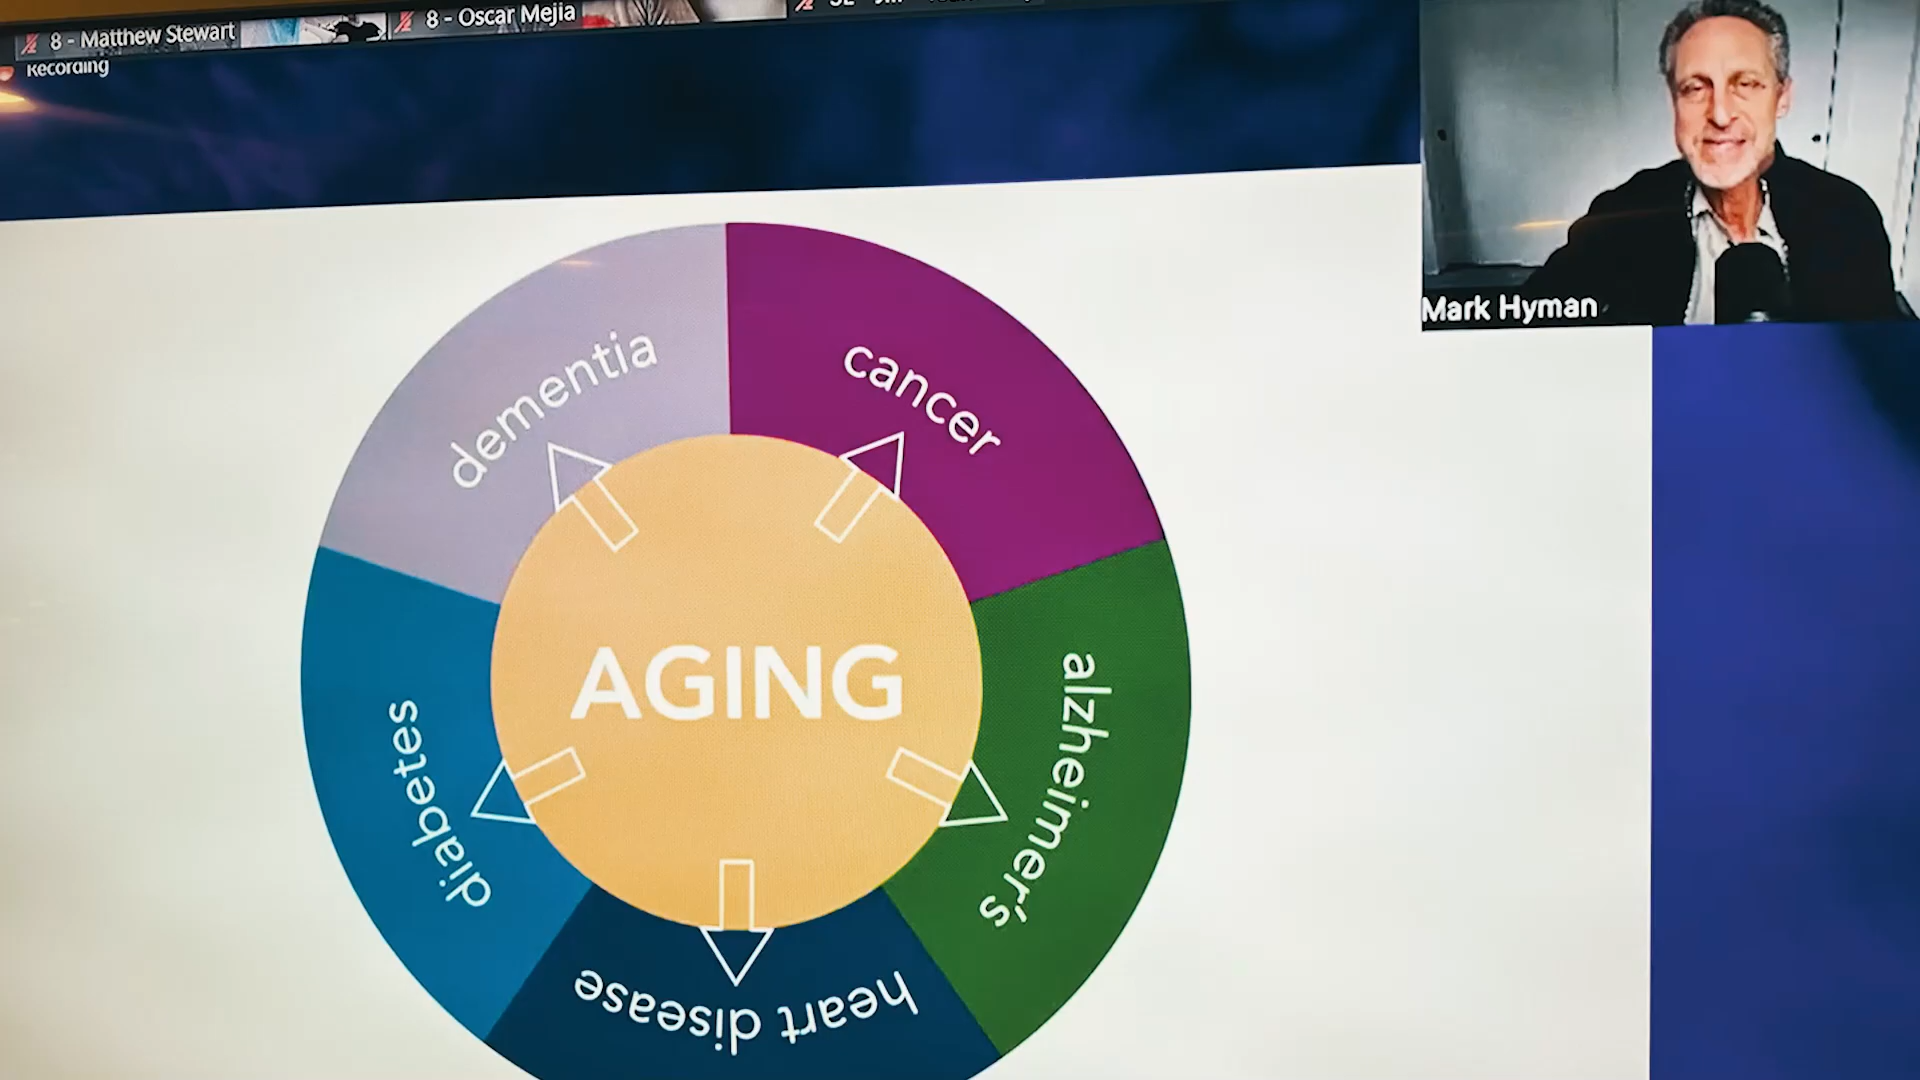 8 - Matthew Stewart
8 - Oscar Mejia
Recording
Mark Hyman
dementia
cancer
AGING
diabetes
alzheimer's
heart disease